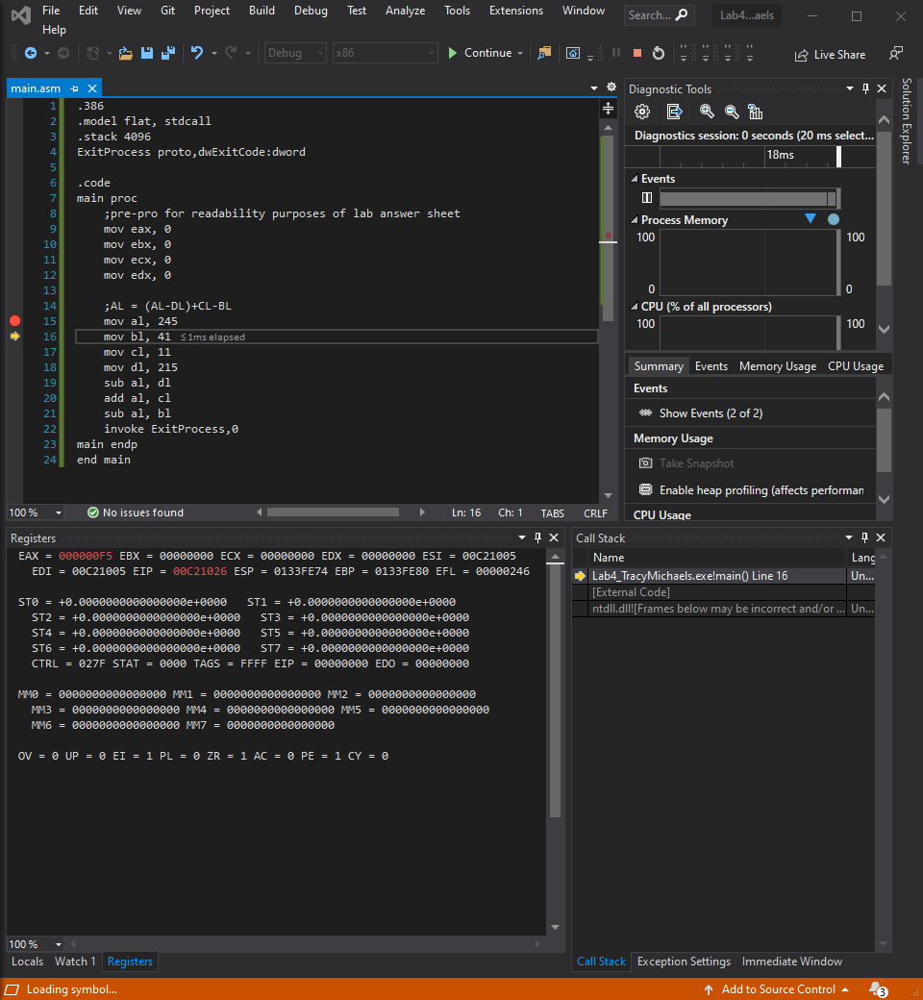 File Edit View Git Project Build Debug Test Analyze Tools Extensions Window Search... Lab4...aels
Help
Debug x86 Continue Live Share
main.asm
1 .386
2 .model flat, stdcall
3 .stack 4096
4 ExitProcess proto,dwExitCode:dword
5
6 .code
7 main proc
8 ;pre-pro for readability purposes of lab answer sheet
9 mov eax, 0
10 mov ebx, 0
11 mov ecx, 0
12 mov edx, 0
13
14 ;AL = (AL-DL)+CL-BL
15 mov al, 245
16 mov bl, 41 ≤1ms elapsed
17 mov cl, 11
18 mov dl, 215
19 sub al, dl
20 add al, cl
21 sub al, bl
22 invoke ExitProcess,0
23 main endp
24 end main
100 % No issues found Ln: 16 Ch: 1 TABS CRLF
Diagnostic Tools
Diagnostics session: 0 seconds (20 ms select...
18ms
Events
Process Memory
100 100
0 0
CPU (% of all processors)
100 100
Summary Events Memory Usage CPU Usage
Events
Show Events (2 of 2)
Memory Usage
Take Snapshot
Enable heap profiling (affects performan
CPU Usage
Solution Explorer
Registers
EAX = 000000F5 EBX = 00000000 ECX = 00000000 EDX = 00000000 ESI = 00C21005
EDI = 00C21005 EIP = 00C21026 ESP = 0133FE74 EBP = 0133FE80 EFL = 00000246
ST0 = +0.0000000000000000e+0000 ST1 = +0.0000000000000000e+0000
ST2 = +0.0000000000000000e+0000 ST3 = +0.0000000000000000e+0000
ST4 = +0.0000000000000000e+0000 ST5 = +0.0000000000000000e+0000
ST6 = +0.0000000000000000e+0000 ST7 = +0.0000000000000000e+0000
CTRL = 027F STAT = 0000 TAGS = FFFF EIP = 00000000 EDO = 00000000
MM0 = 0000000000000000 MM1 = 0000000000000000 MM2 = 0000000000000000
MM3 = 0000000000000000 MM4 = 0000000000000000 MM5 = 0000000000000000
MM6 = 0000000000000000 MM7 = 0000000000000000
OV = 0 UP = 0 EI = 1 PL = 0 ZR = 1 AC = 0 PE = 1 CY = 0
100 %
Locals Watch 1 Registers
Call Stack
Name Lang
Lab4_TracyMichaels.exe!main() Line 16 Un...
[External Code]
ntdll.dll![Frames below may be incorrect and/or ... Un...
Call Stack Exception Settings Immediate Window
Loading symbol... Add to Source Control 3